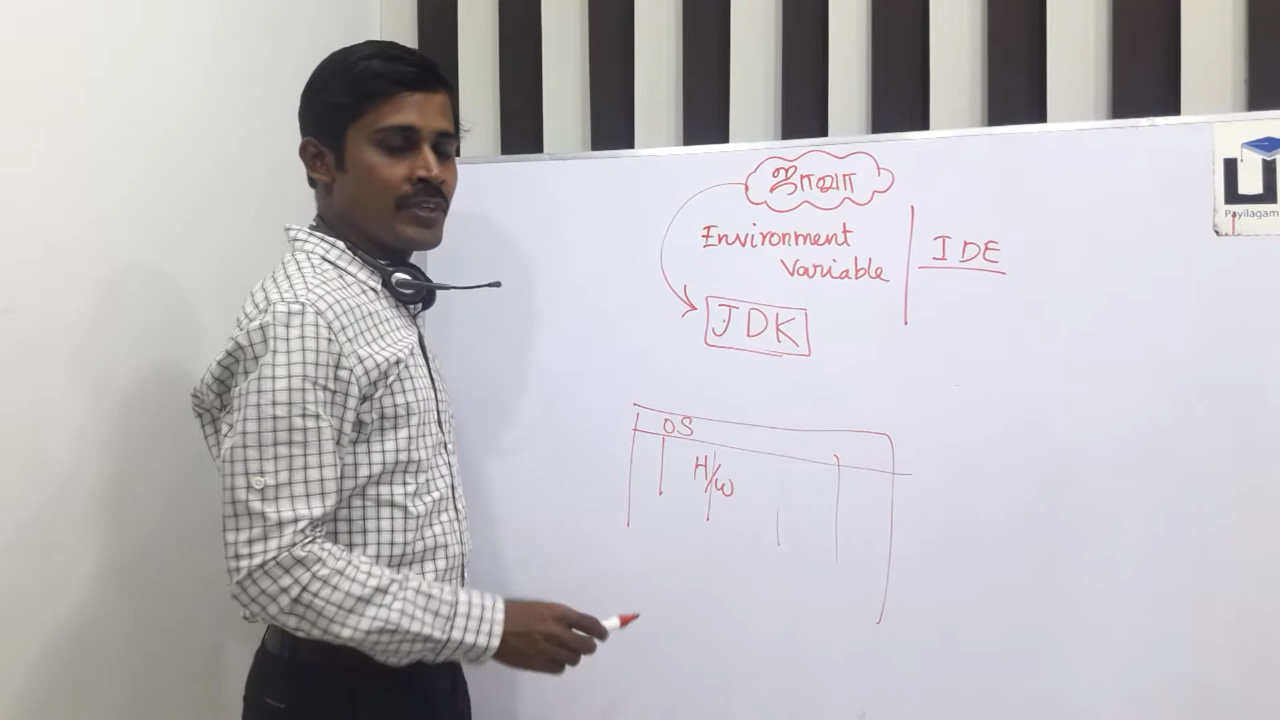 ஜாவா
Environment
Variable
IDE
JDK
OS
H/W
Payilagam